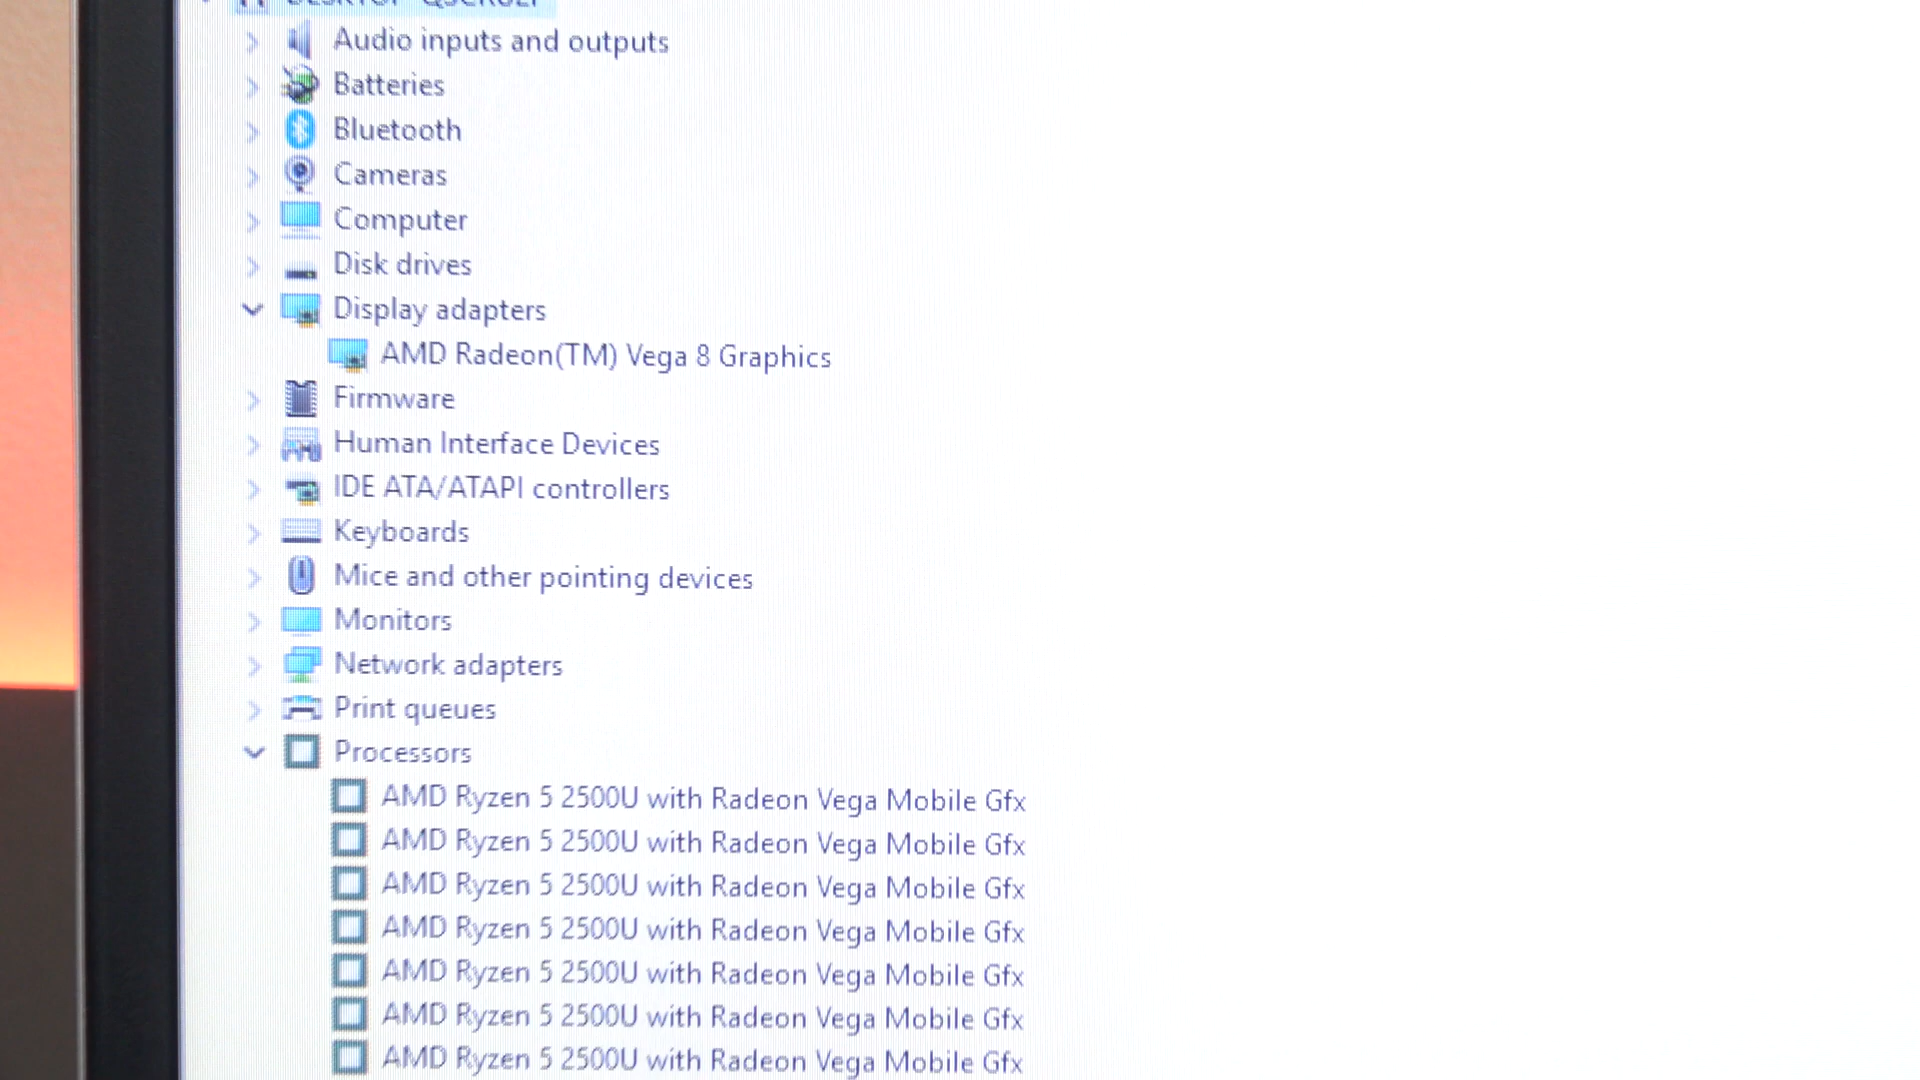 Audio inputs and outputs
Batteries
Bluetooth
Cameras
Computer
Disk drives
Display adapters
AMD Radeon(TM) Vega 8 Graphics
Firmware
Human Interface Devices
IDE ATA/ATAPI controllers
Keyboards
Mice and other pointing devices
Monitors
Network adapters
Print queues
Processors
AMD Ryzen 5 2500U with Radeon Vega Mobile Gfx
AMD Ryzen 5 2500U with Radeon Vega Mobile Gfx
AMD Ryzen 5 2500U with Radeon Vega Mobile Gfx
AMD Ryzen 5 2500U with Radeon Vega Mobile Gfx
AMD Ryzen 5 2500U with Radeon Vega Mobile Gfx
AMD Ryzen 5 2500U with Radeon Vega Mobile Gfx
AMD Ryzen 5 2500U with Radeon Vega Mobile Gfx